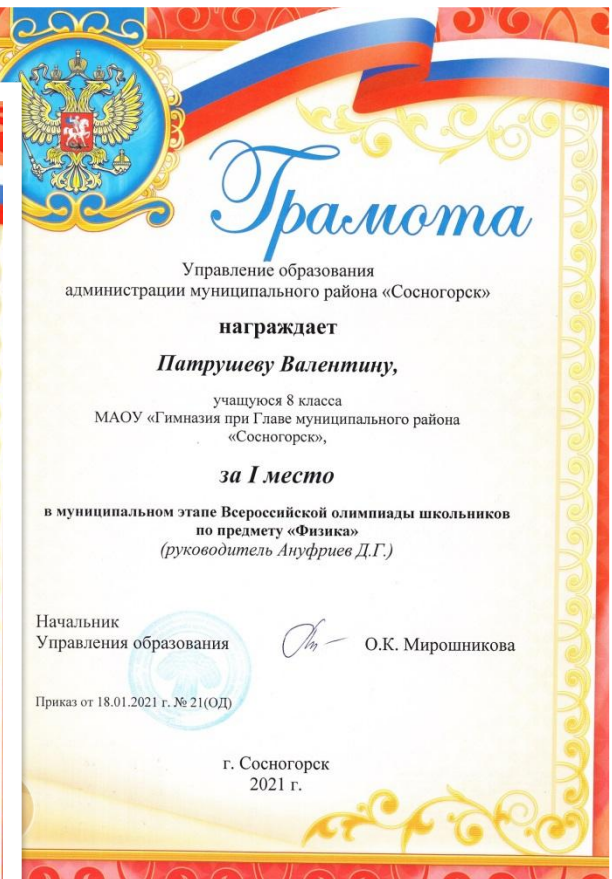 Грамота
Управление образования
администрации муниципального района «Сосногорск»
награждает
Патрушеву Валентину,
учащуюся 8 класса
МАОУ «Гимназия при Главе муниципального района
«Сосногорск»,
за I место
в муниципальном этапе Всероссийской олимпиады школьников
по предмету «Физика»
(руководитель Ануфриев Д.Г.)
Начальник
Управления образования О.К. Мирошникова
Приказ от 18.01.2021 г. № 21(ОД)
г. Сосногорск
2021 г.